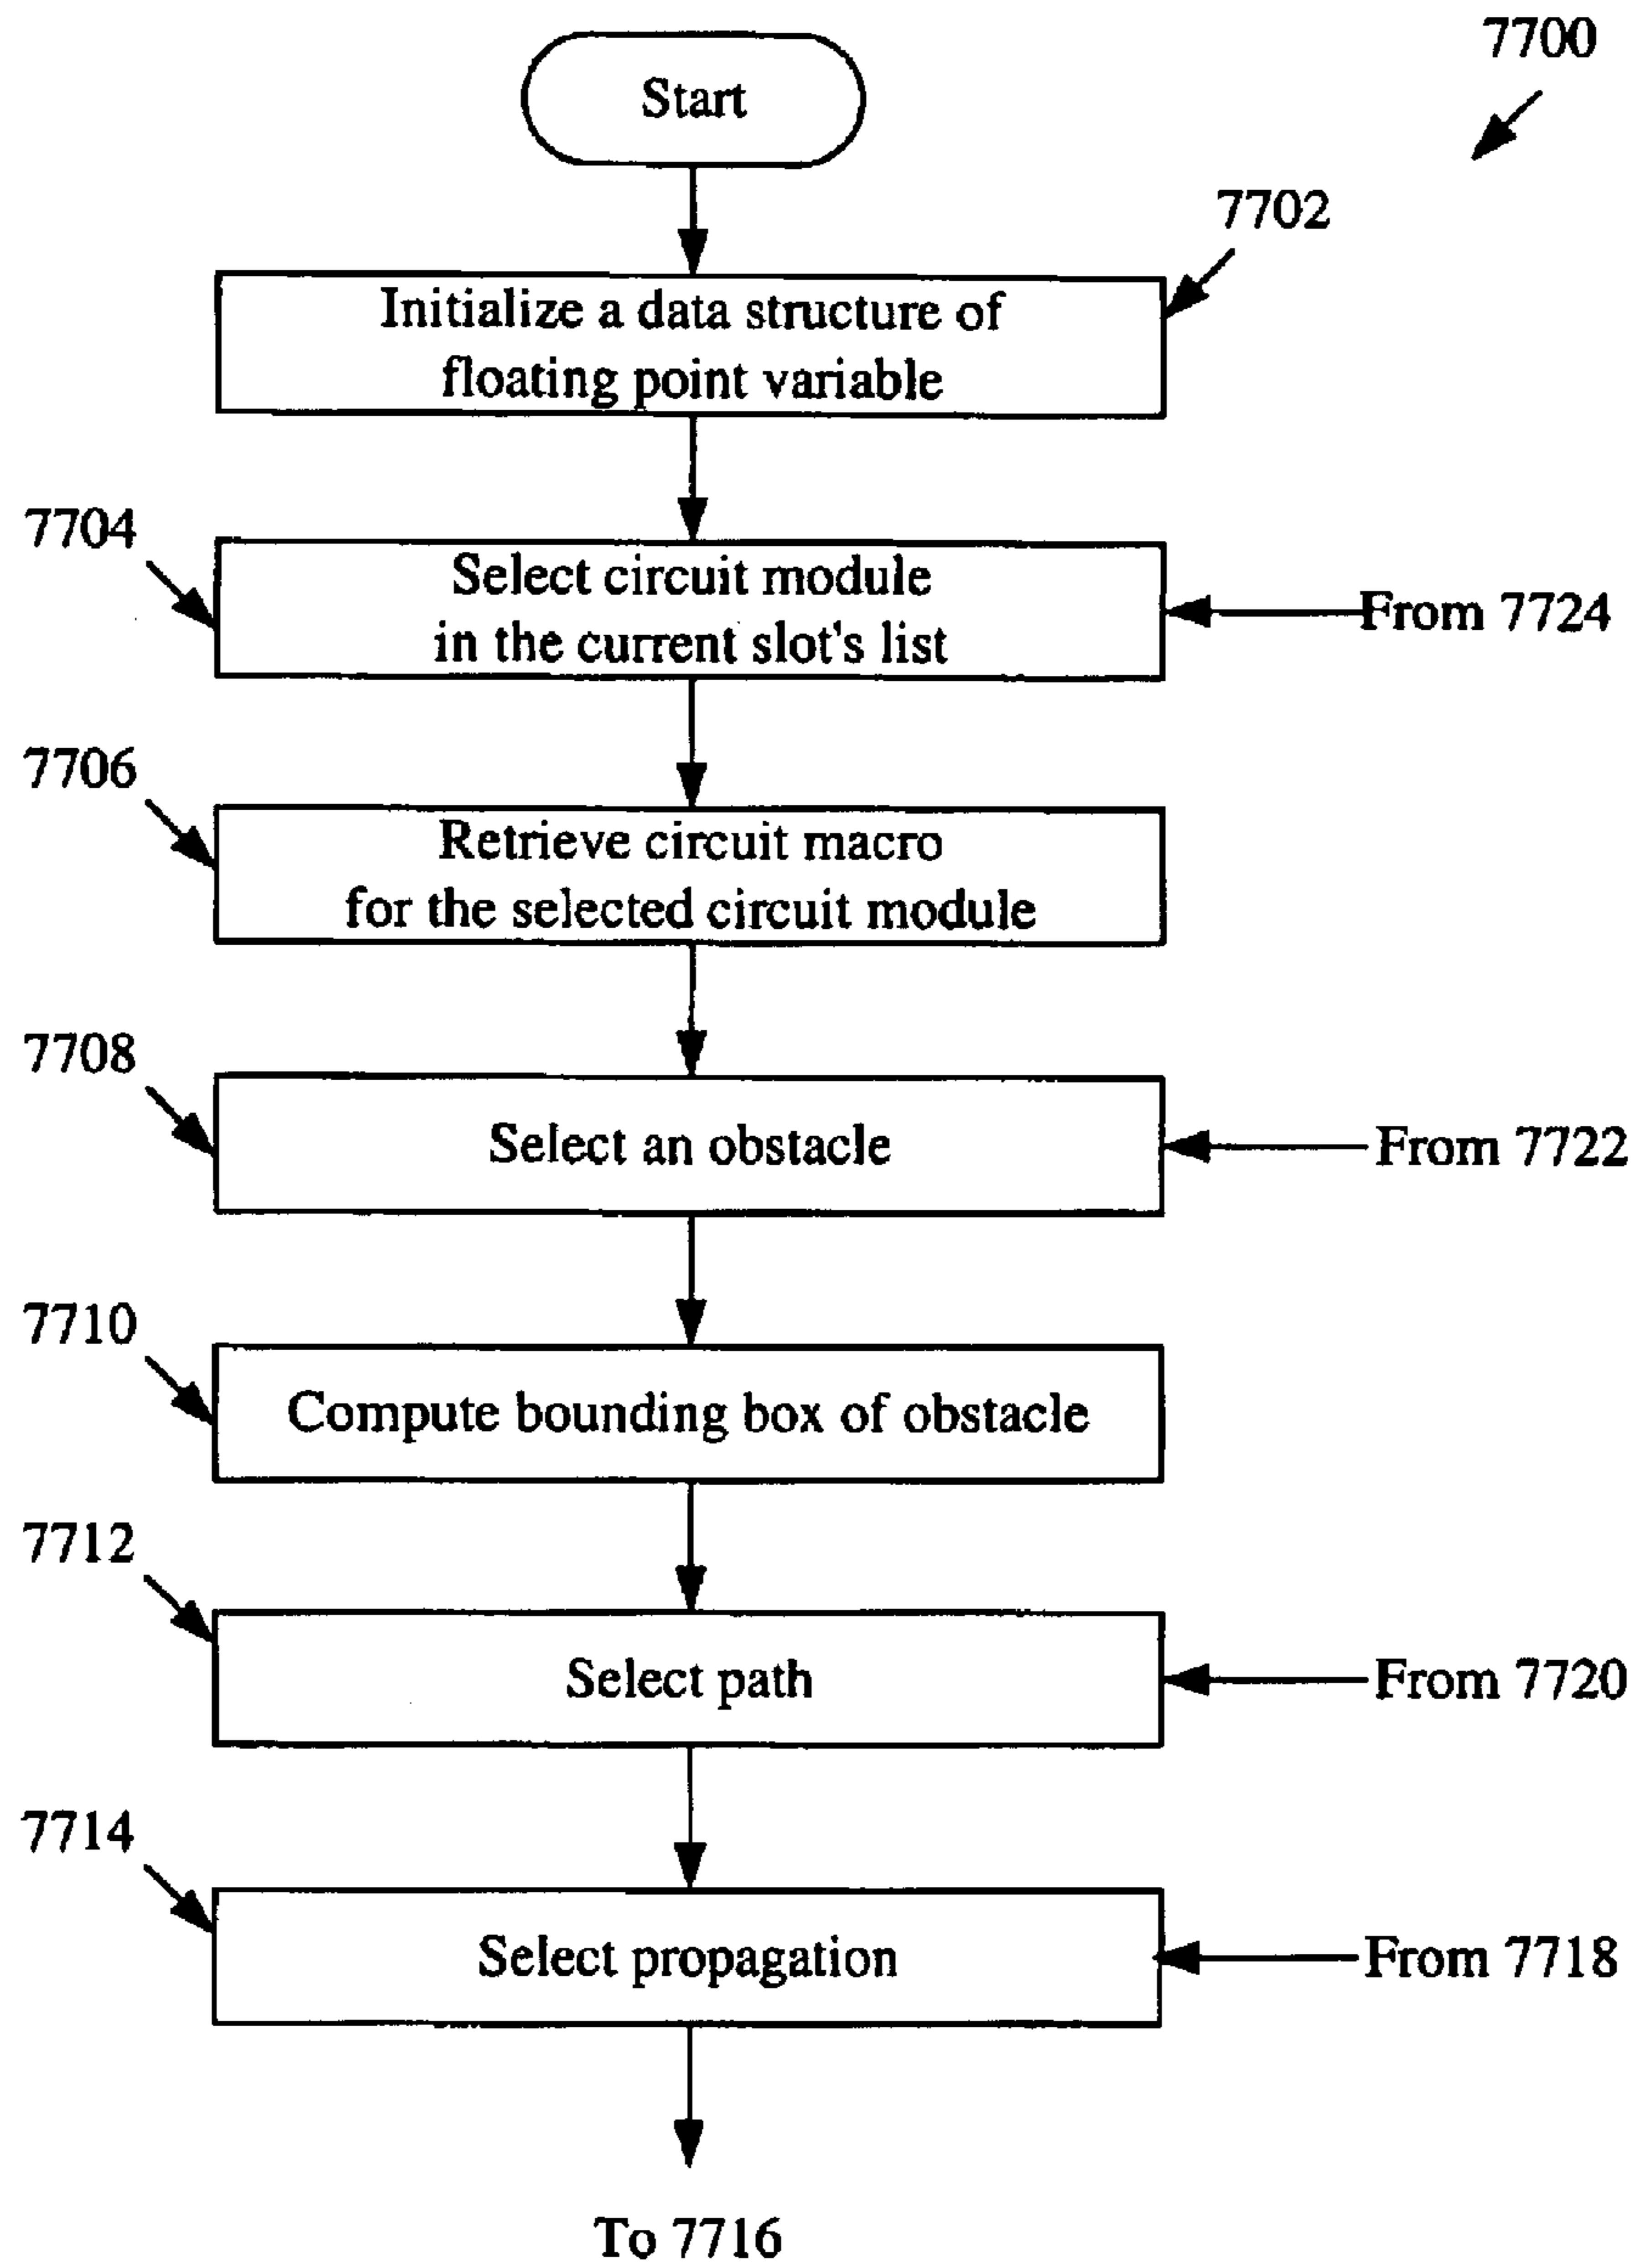 7700
Start
7702
Initialize a data structure of
floating point variable
7704
Select circuit module
in the current slot's list
From 7724
7706
Retrieve circuit macro
for the selected circuit module
7708
Select an obstacle
From 7722
7710
Compute bounding box of obstacle
7712
Select path
From 7720
7714
Select propagation
From 7718
To 7716